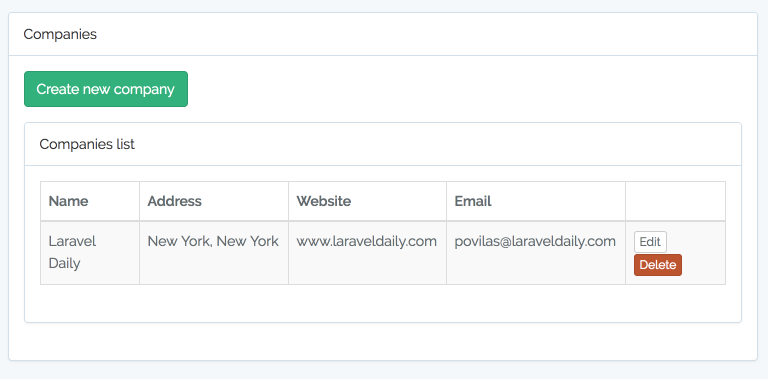 Companies
Create new company
Companies list
Name Address Website Email
Laravel New York, New York www.laraveldaily.com povilas@laraveldaily.com Edit
Daily Delete